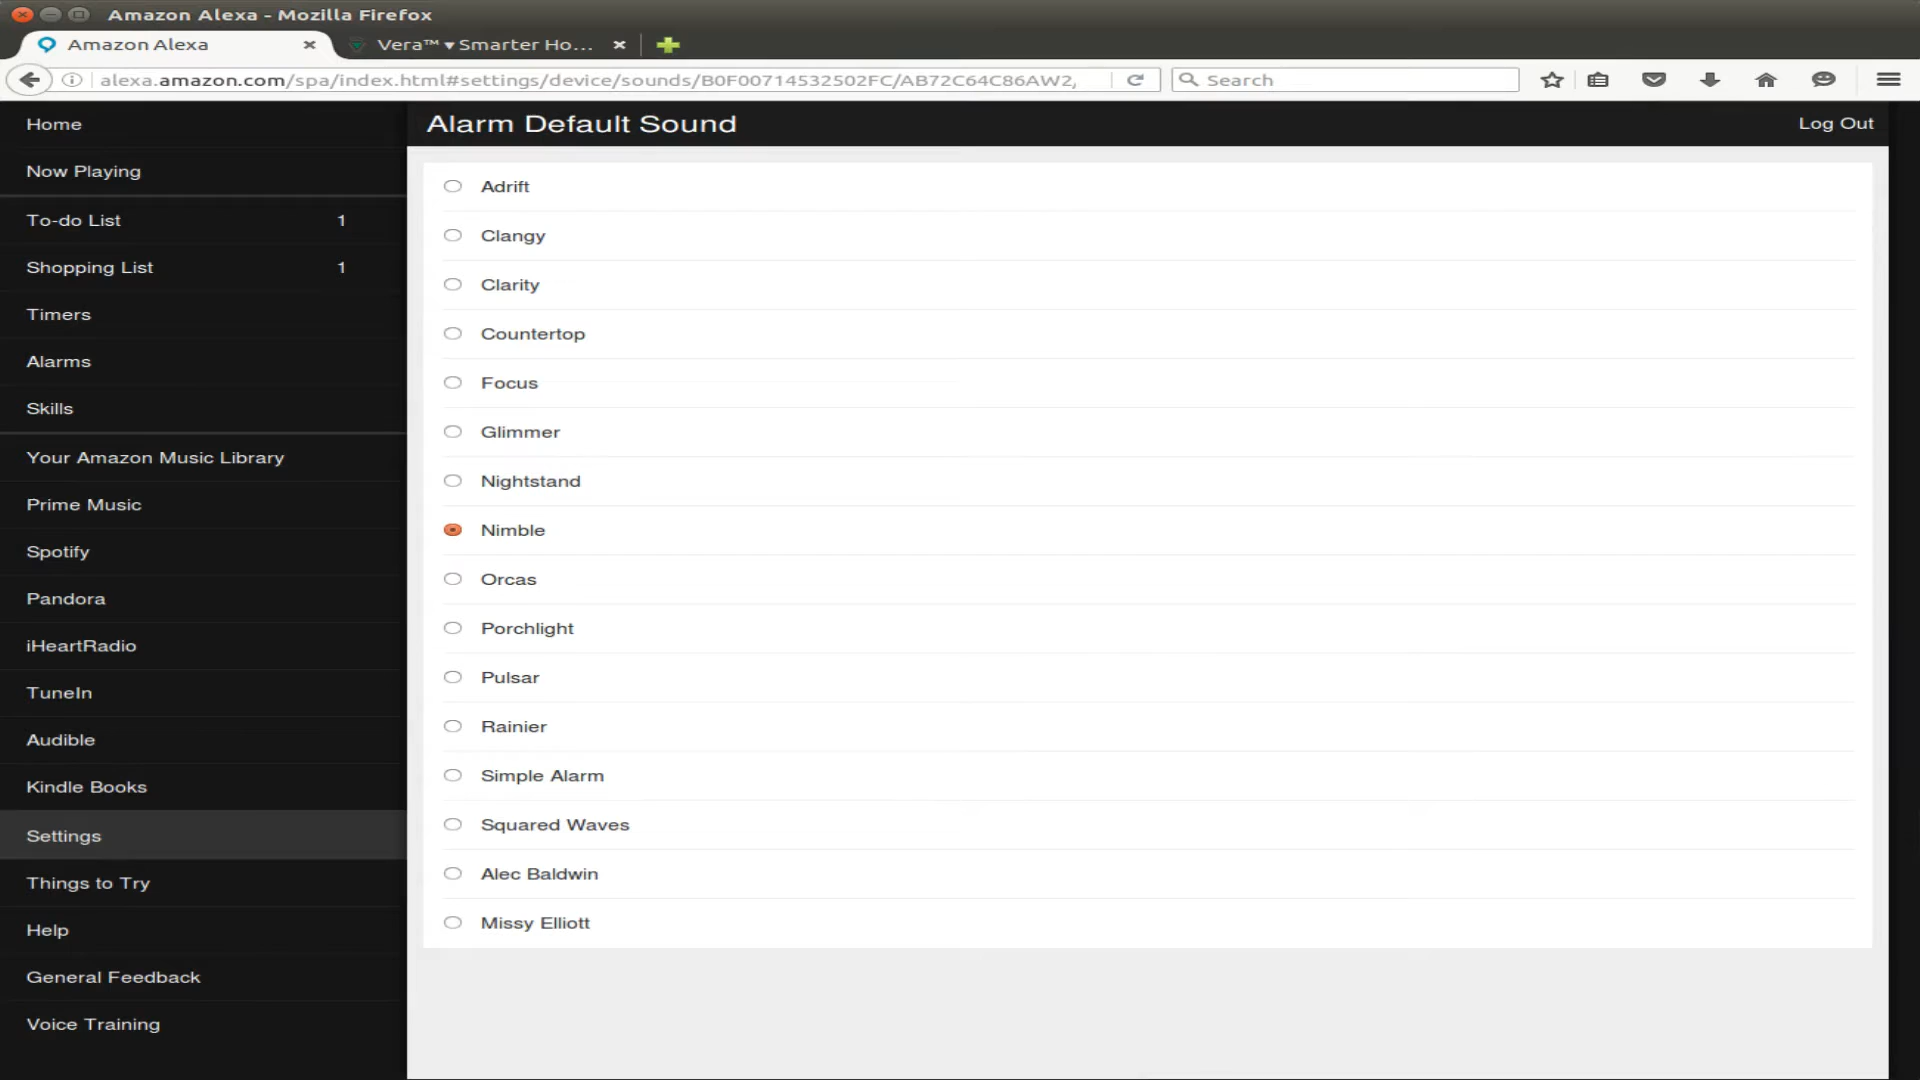 Amazon Alexa - Mozilla Firefox
Amazon Alexa
Vera™ ▾ Smarter Ho...
alexa.amazon.com/spa/index.html#settings/device/sounds/B0F00714532502FC/AB72C64C86AW2,
Search
Home
Now Playing
To-do List 1
Shopping List 1
Timers
Alarms
Skills
Your Amazon Music Library
Prime Music
Spotify
Pandora
iHeartRadio
TuneIn
Audible
Kindle Books
Settings
Things to Try
Help
General Feedback
Voice Training
Alarm Default Sound
Log Out
Adrift
Clangy
Clarity
Countertop
Focus
Glimmer
Nightstand
Nimble
Orcas
Porchlight
Pulsar
Rainier
Simple Alarm
Squared Waves
Alec Baldwin
Missy Elliott